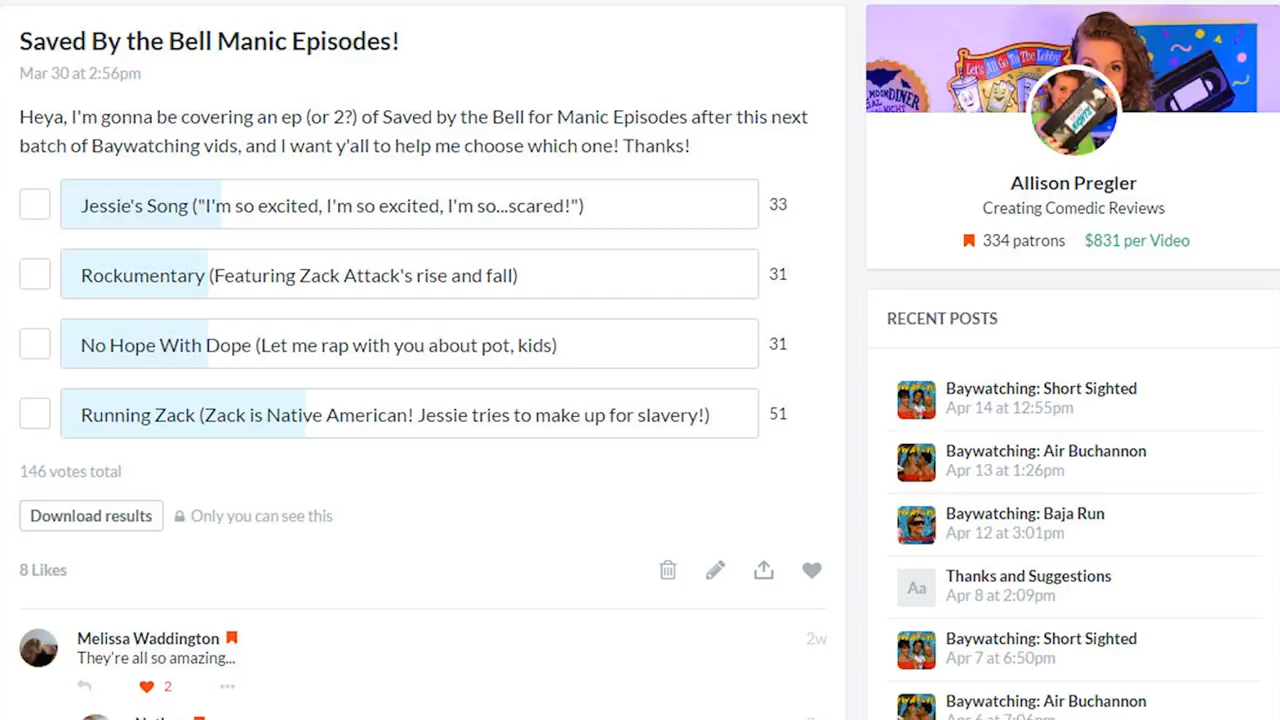 Saved By the Bell Manic Episodes!
Mar 30 at 2:56pm
Heya, I'm gonna be covering an ep (or 2?) of Saved by the Bell for Manic Episodes after this next
batch of Baywatching vids, and I want y'all to help me choose which one! Thanks!
Jessie's Song ("I'm so excited, I'm so excited, I'm so...scared!") 33
Rockumentary (Featuring Zack Attack's rise and fall) 31
No Hope With Dope (Let me rap with you about pot, kids) 31
Running Zack (Zack is Native American! Jessie tries to make up for slavery!) 51
146 votes total
Download results Only you can see this
8 Likes
Melissa Waddington
2w
They're all so amazing...
2
Let's All Go To The Lobby
Allison Pregler
Creating Comedic Reviews
334 patrons $831 per Video
RECENT POSTS
Baywatching: Short Sighted
Apr 14 at 12:55pm
Baywatching: Air Buchannon
Apr 13 at 1:26pm
Baywatching: Baja Run
Apr 12 at 3:01pm
Aa
Thanks and Suggestions
Apr 8 at 2:09pm
Baywatching: Short Sighted
Apr 7 at 6:50pm
Baywatching: Air Buchannon